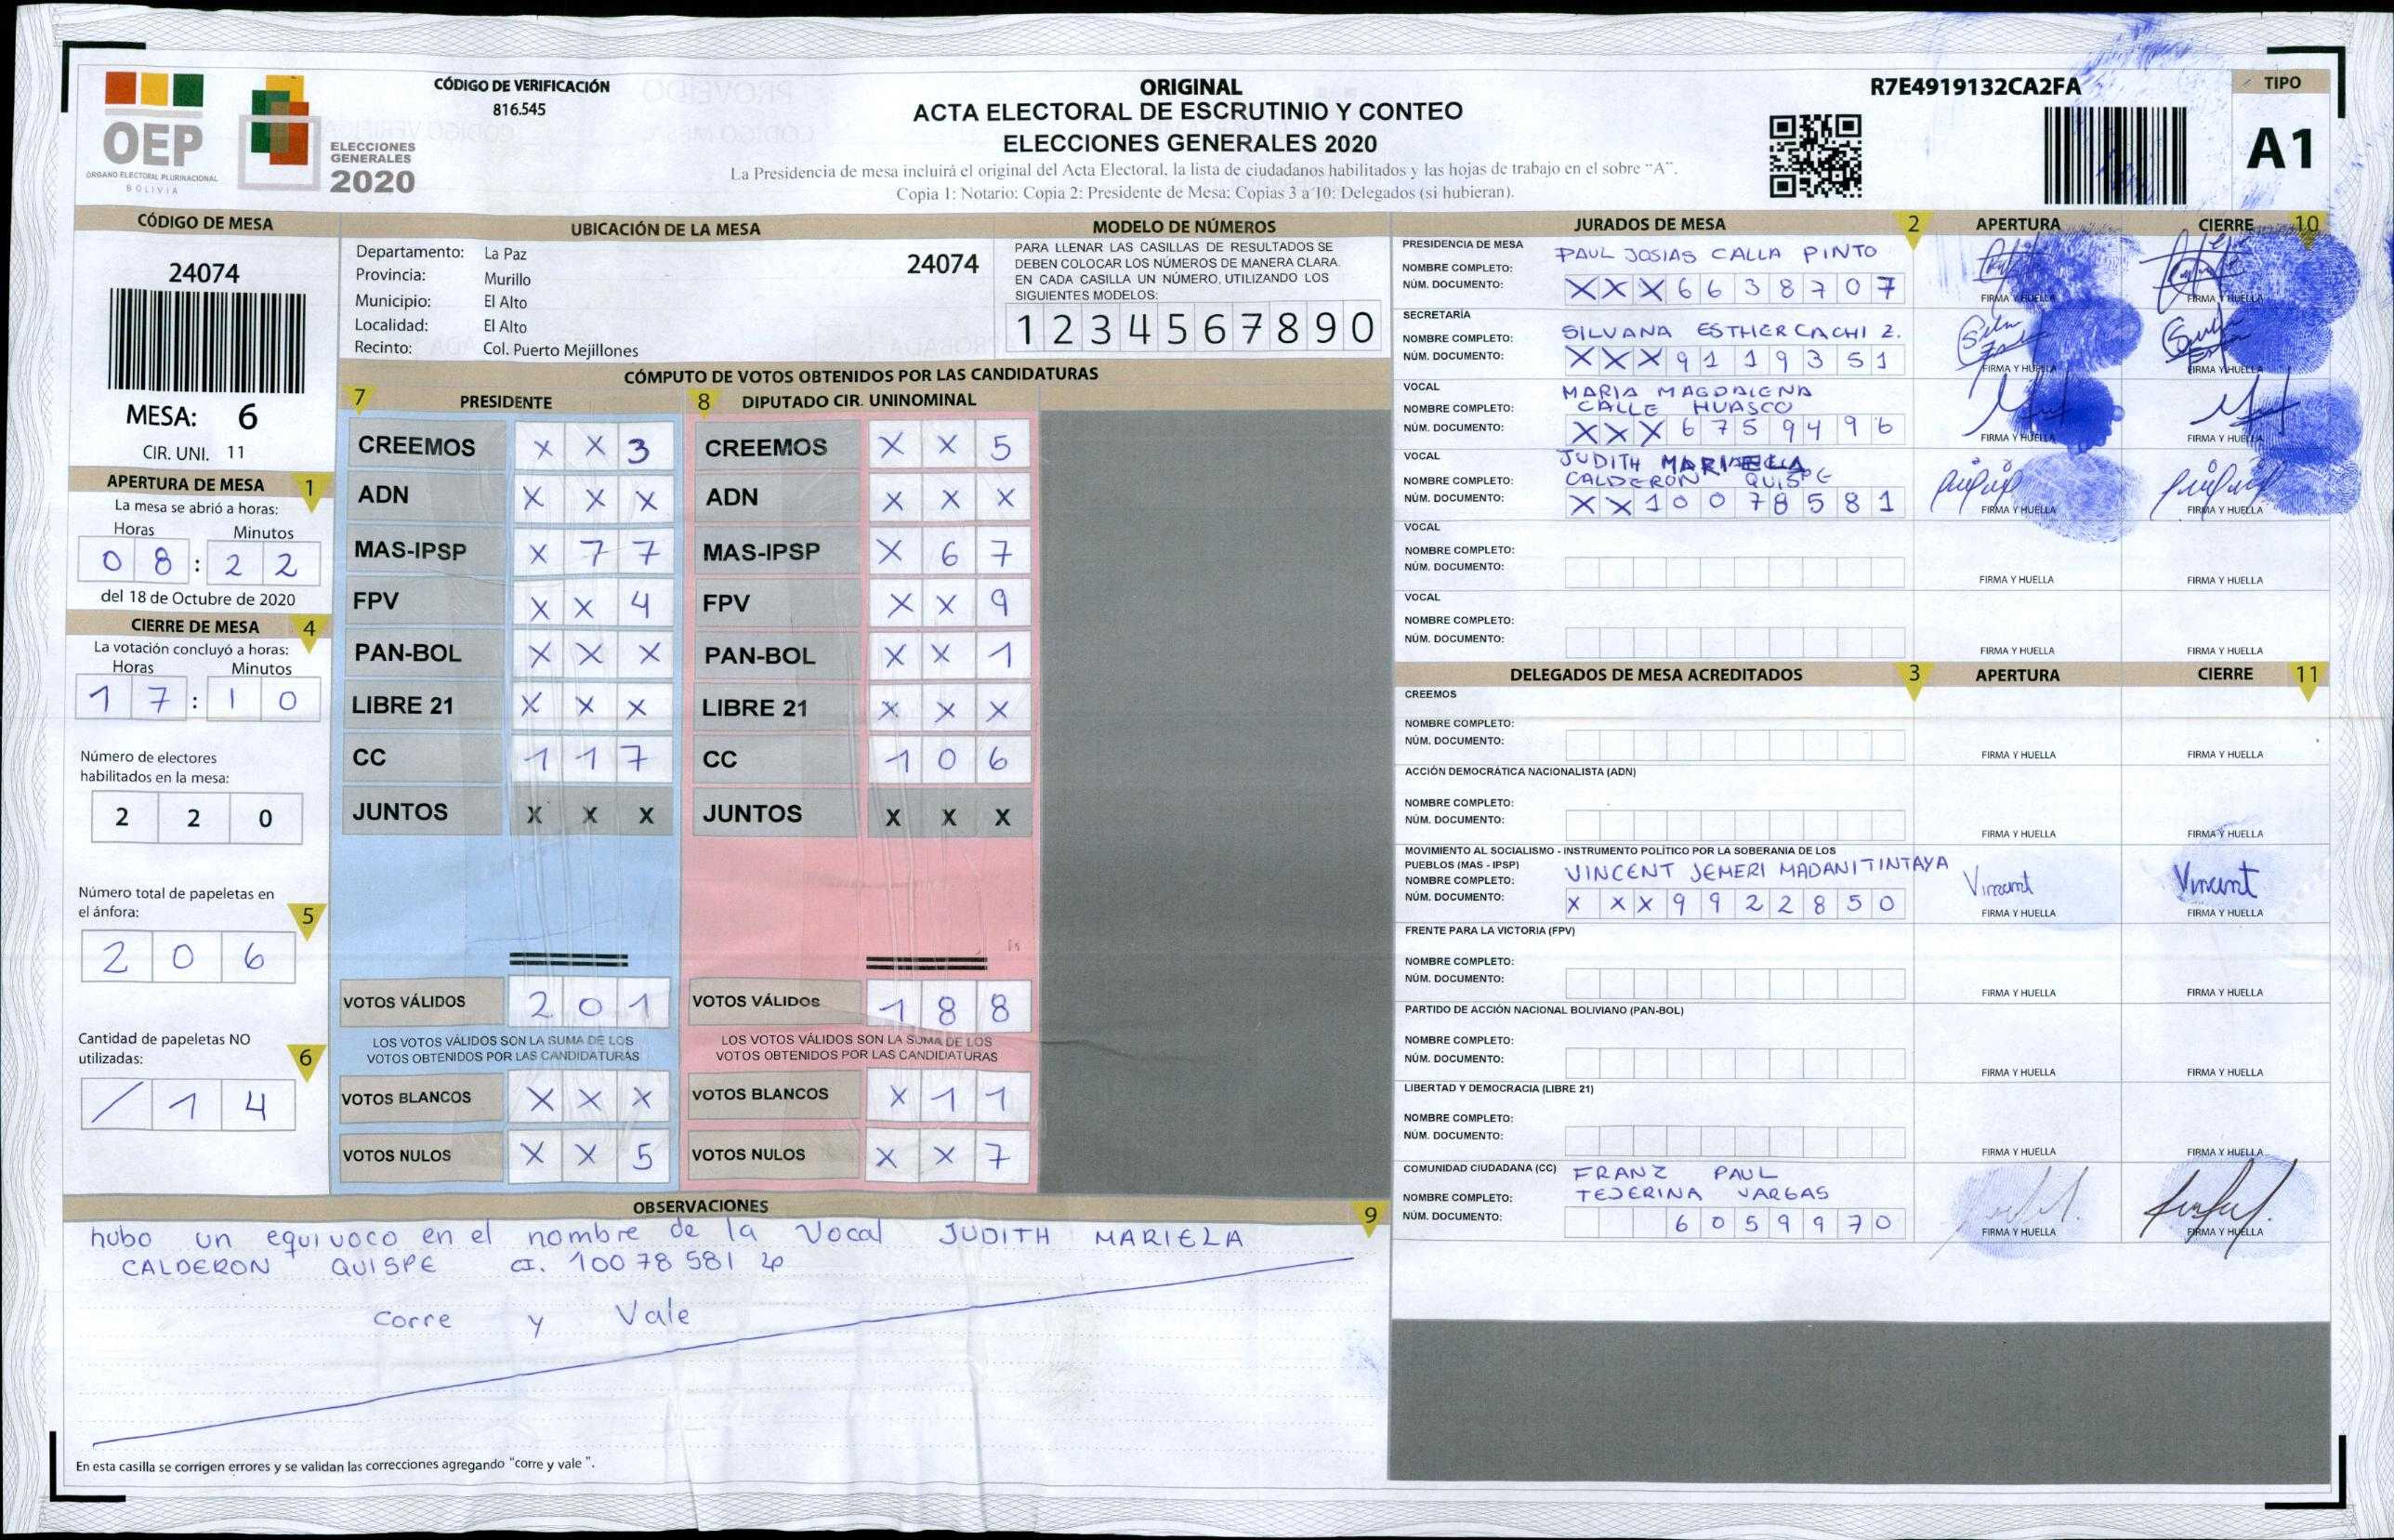 OEP
ÓRGANO ELECTORAL PLURINACIONAL
BOLIVIA
ELECCIONES
GENERALES
2020
CÓDIGO DE VERIFICACIÓN
816.545
ORIGINAL
ACTA ELECTORAL DE ESCRUTINIO Y CONTEO
ELECCIONES GENERALES 2020
La Presidencia de mesa incluirá el original del Acta Electoral, la lista de ciudadanos habilitados y las hojas de trabajo en el sobre “A”.
Copia 1: Notario; Copia 2: Presidente de Mesa; Copias 3 a 10: Delegados (si hubieran).
R7E4919132CA2FA
TIPO
A1
CÓDIGO DE MESA
24074
MESA: 6
CIR. UNI. 11
UBICACIÓN DE LA MESA
Departamento: La Paz
24074
Provincia: Murillo
Municipio: El Alto
Localidad: El Alto
Recinto: Col. Puerto Mejillones
MODELO DE NÚMEROS
PARA LLENAR LAS CASILLAS DE RESULTADOS SE
DEBEN COLOCAR LOS NÚMEROS DE MANERA CLARA.
EN CADA CASILLA UN NÚMERO, UTILIZANDO LOS
SIGUIENTES MODELOS:
1 2 3 4 5 6 7 8 9 0
APERTURA DE MESA 1
La mesa se abrió a horas:
Horas Minutos
0 8 : 2 2
del 18 de Octubre de 2020
CIERRE DE MESA 4
La votación concluyó a horas:
Horas Minutos
1 7 : 1 0
Número de electores
habilitados en la mesa:
2 2 0
Número total de papeletas en
el ánfora: 5
2 0 6
Cantidad de papeletas NO
utilizadas: 6
/ 1 4
CÓMPUTO DE VOTOS OBTENIDOS POR LAS CANDIDATURAS
7 PRESIDENTE
CREEMOS X X 3
ADN X X X
MAS-IPSP X 7 7
FPV X X 4
PAN-BOL X X X
LIBRE 21 X X X
CC 1 1 7
JUNTOS X X X
VOTOS VÁLIDOS 2 0 1
LOS VOTOS VÁLIDOS SON LA SUMA DE LOS
VOTOS OBTENIDOS POR LAS CANDIDATURAS
VOTOS BLANCOS X X X
VOTOS NULOS X X 5
8 DIPUTADO CIR. UNINOMINAL
CREEMOS X X 5
ADN X X X
MAS-IPSP X 6 7
FPV X X 9
PAN-BOL X X 1
LIBRE 21 X X X
CC 1 0 6
JUNTOS X X X
VOTOS VÁLIDOS 1 8 8
LOS VOTOS VÁLIDOS SON LA SUMA DE LOS
VOTOS OBTENIDOS POR LAS CANDIDATURAS
VOTOS BLANCOS X 1 1
VOTOS NULOS X X 7
OBSERVACIONES 9
hubo un equivoco en el nombre de la Vocal JUDITH MARIELA
CALDERON QUISPE CI. 10078581
Corre y Vale
En esta casilla se corrigen errores y se validan las correcciones agregando "corre y vale ".
JURADOS DE MESA 2 APERTURA CIERRE 10
PRESIDENCIA DE MESA
NOMBRE COMPLETO: PAUL JOSIAS CALLA PINTO
NÚM. DOCUMENTO: X X X 6 6 3 8 7 0 7
FIRMA Y HUELLA FIRMA Y HUELLA
SECRETARÍA
NOMBRE COMPLETO: SILVANA ESTHER CACHI Z.
NÚM. DOCUMENTO: X X X 9 1 1 9 3 5 1
FIRMA Y HUELLA FIRMA Y HUELLA
VOCAL MARIA MAGDALENA
NOMBRE COMPLETO: CALLE HUASCO
NÚM. DOCUMENTO: X X X 6 7 5 9 4 9 6
FIRMA Y HUELLA FIRMA Y HUELLA
VOCAL JUDITH MARIELA
NOMBRE COMPLETO: CALDERON QUISPE
NÚM. DOCUMENTO: X X 1 0 0 7 8 5 8 1
FIRMA Y HUELLA FIRMA Y HUELLA
VOCAL
NOMBRE COMPLETO:
NÚM. DOCUMENTO:
FIRMA Y HUELLA FIRMA Y HUELLA
VOCAL
NOMBRE COMPLETO:
NÚM. DOCUMENTO:
FIRMA Y HUELLA FIRMA Y HUELLA
DELEGADOS DE MESA ACREDITADOS 3 APERTURA CIERRE 11
CREEMOS
NOMBRE COMPLETO:
NÚM. DOCUMENTO:
FIRMA Y HUELLA FIRMA Y HUELLA
ACCIÓN DEMOCRÁTICA NACIONALISTA (ADN)
NOMBRE COMPLETO:
NÚM. DOCUMENTO:
FIRMA Y HUELLA FIRMA Y HUELLA
MOVIMIENTO AL SOCIALISMO - INSTRUMENTO POLÍTICO POR LA SOBERANIA DE LOS
PUEBLOS (MAS - IPSP)
NOMBRE COMPLETO: VINCENT JEMERI MADANI TINTAYA
Vincent Vincent
NÚM. DOCUMENTO: X X X 9 9 2 2 8 5 0
FIRMA Y HUELLA FIRMA Y HUELLA
FRENTE PARA LA VICTORIA (FPV)
NOMBRE COMPLETO:
NÚM. DOCUMENTO:
FIRMA Y HUELLA FIRMA Y HUELLA
PARTIDO DE ACCIÓN NACIONAL BOLIVIANO (PAN-BOL)
NOMBRE COMPLETO:
NÚM. DOCUMENTO:
FIRMA Y HUELLA FIRMA Y HUELLA
LIBERTAD Y DEMOCRACIA (LIBRE 21)
NOMBRE COMPLETO:
NÚM. DOCUMENTO:
FIRMA Y HUELLA FIRMA Y HUELLA
COMUNIDAD CIUDADANA (CC) FRANZ PAUL
NOMBRE COMPLETO: TEJERINA VARGAS
NÚM. DOCUMENTO: 6 0 5 9 9 7 0
FIRMA Y HUELLA FIRMA Y HUELLA